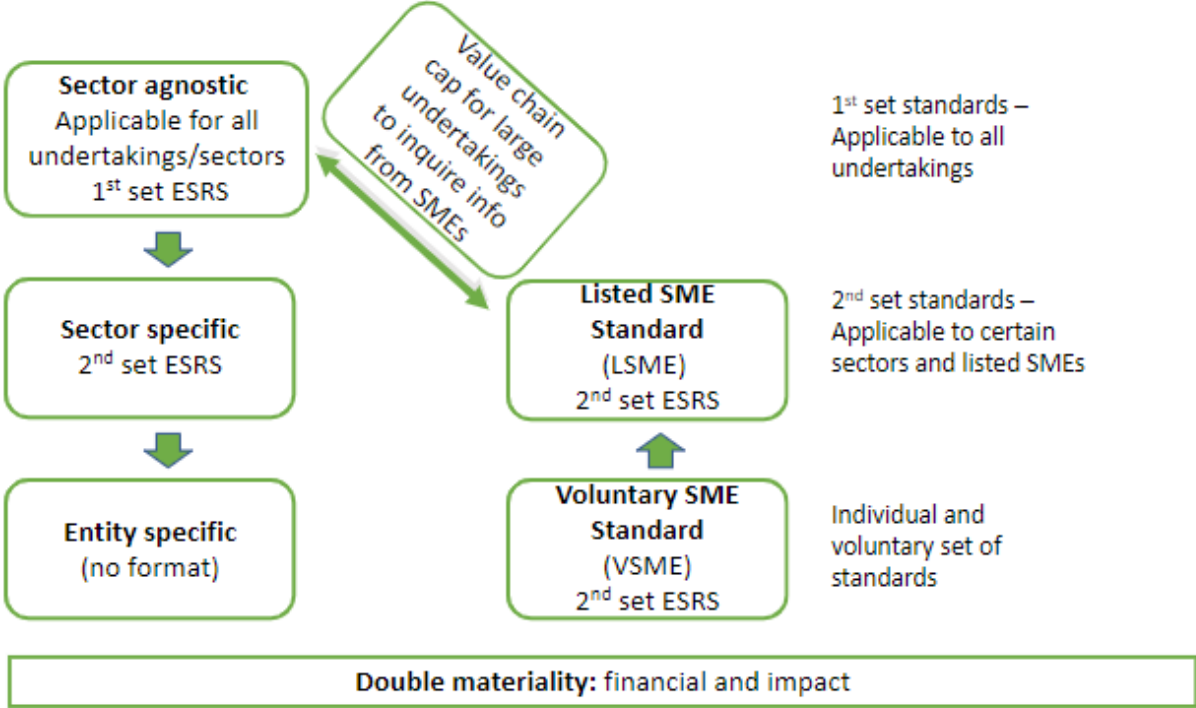 Sector agnostic
Applicable for all
undertakings/sectors
1st set ESRS
Value chain
cap for large
undertakings
to inquire info
from SMEs
1st set standards –
Applicable to all
undertakings
Sector specific
2nd set ESRS
Listed SME
Standard
(LSME)
2nd set ESRS
2nd set standards –
Applicable to certain
sectors and listed SMEs
Entity specific
(no format)
Voluntary SME
Standard
(VSME)
2nd set ESRS
Individual and
voluntary set of
standards
Double materiality: financial and impact